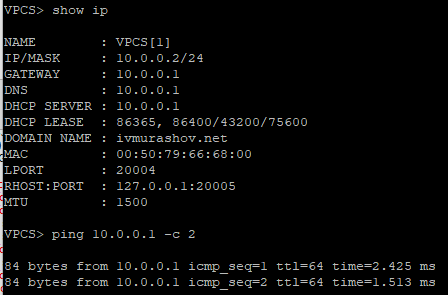 VPCS> show ip
NAME        : VPCS[1]
IP/MASK     : 10.0.0.2/24
GATEWAY     : 10.0.0.1
DNS         : 10.0.0.1
DHCP SERVER : 10.0.0.1
DHCP LEASE  : 86365, 86400/43200/75600
DOMAIN NAME : ivmurashov.net
MAC         : 00:50:79:66:68:00
LPORT       : 20004
RHOST:PORT  : 127.0.0.1:20005
MTU         : 1500
VPCS> ping 10.0.0.1 -c 2
84 bytes from 10.0.0.1 icmp_seq=1 ttl=64 time=2.425 ms
84 bytes from 10.0.0.1 icmp_seq=2 ttl=64 time=1.513 ms